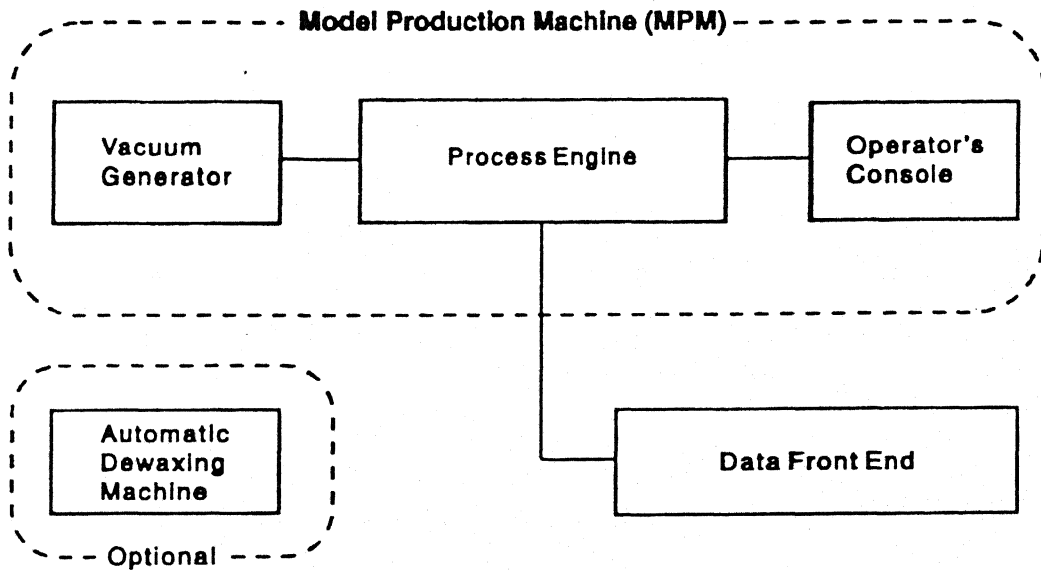 Model Production Machine (MPM)
Vacuum
Generator
Process Engine
Operator's
Console
Automatic
Dewaxing
Machine
Data Front End
Optional